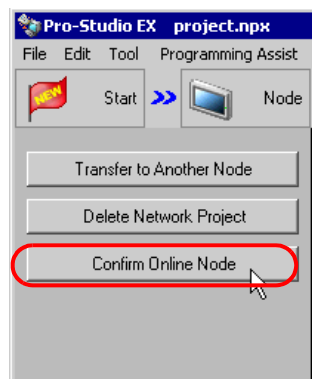 Pro-Studio EX project.npx
File Edit Tool Programming Assist
NEW Start Node
Transfer to Another Node
Delete Network Project
Confirm Online Node